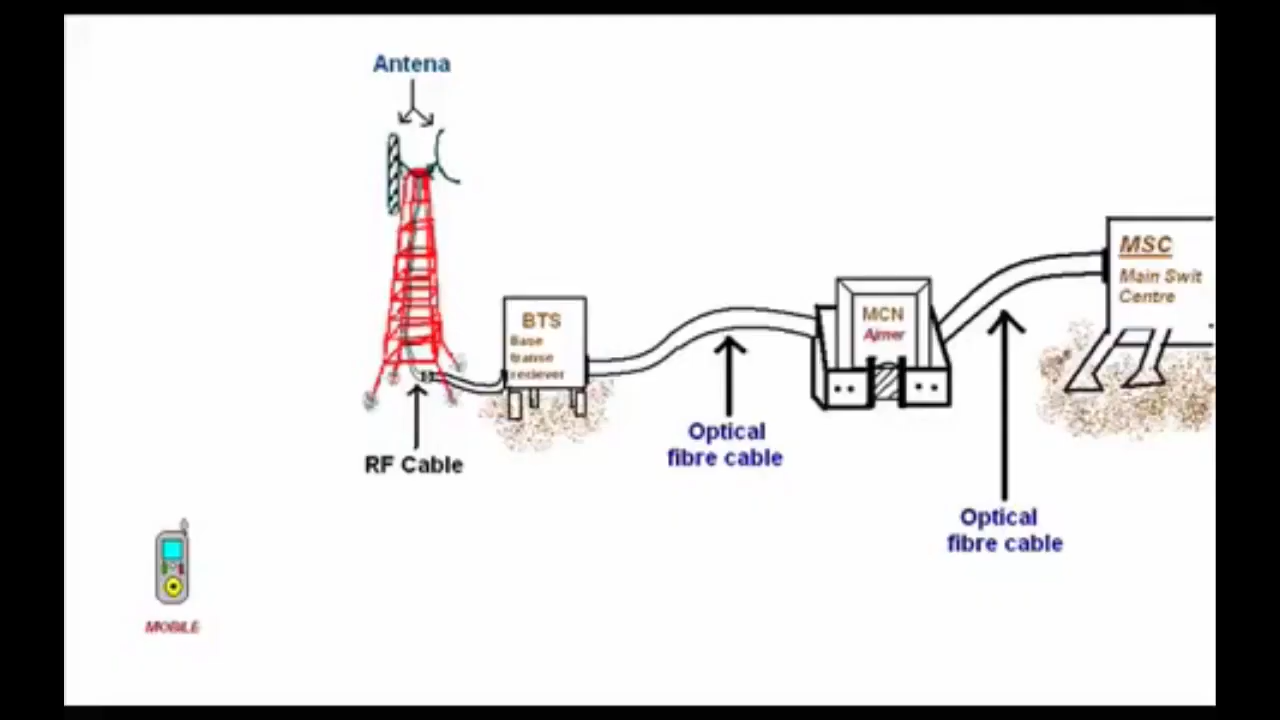 Antena
BTS
Base
transe
reciever
MCN
Ajmer
MSC
Main Swit
Centre
Optical
fibre cable
RF Cable
Optical
fibre cable
MOBILE